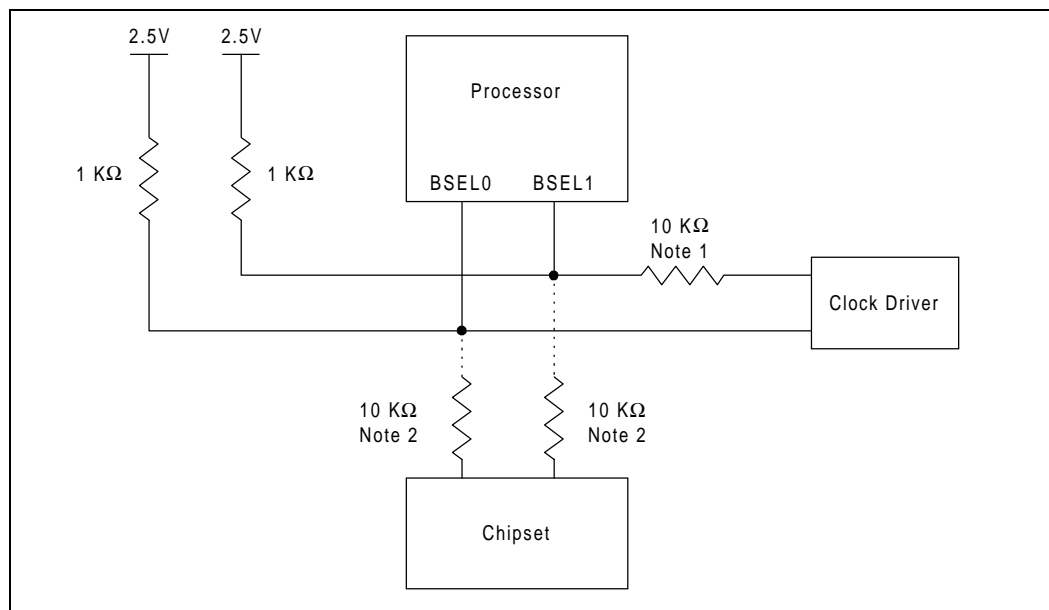 2.5V
2.5V
Processor
1 KΩ
1 KΩ
BSEL0
BSEL1
10 KΩ
Note 1
Clock Driver
10 KΩ
Note 2
10 KΩ
Note 2
Chipset